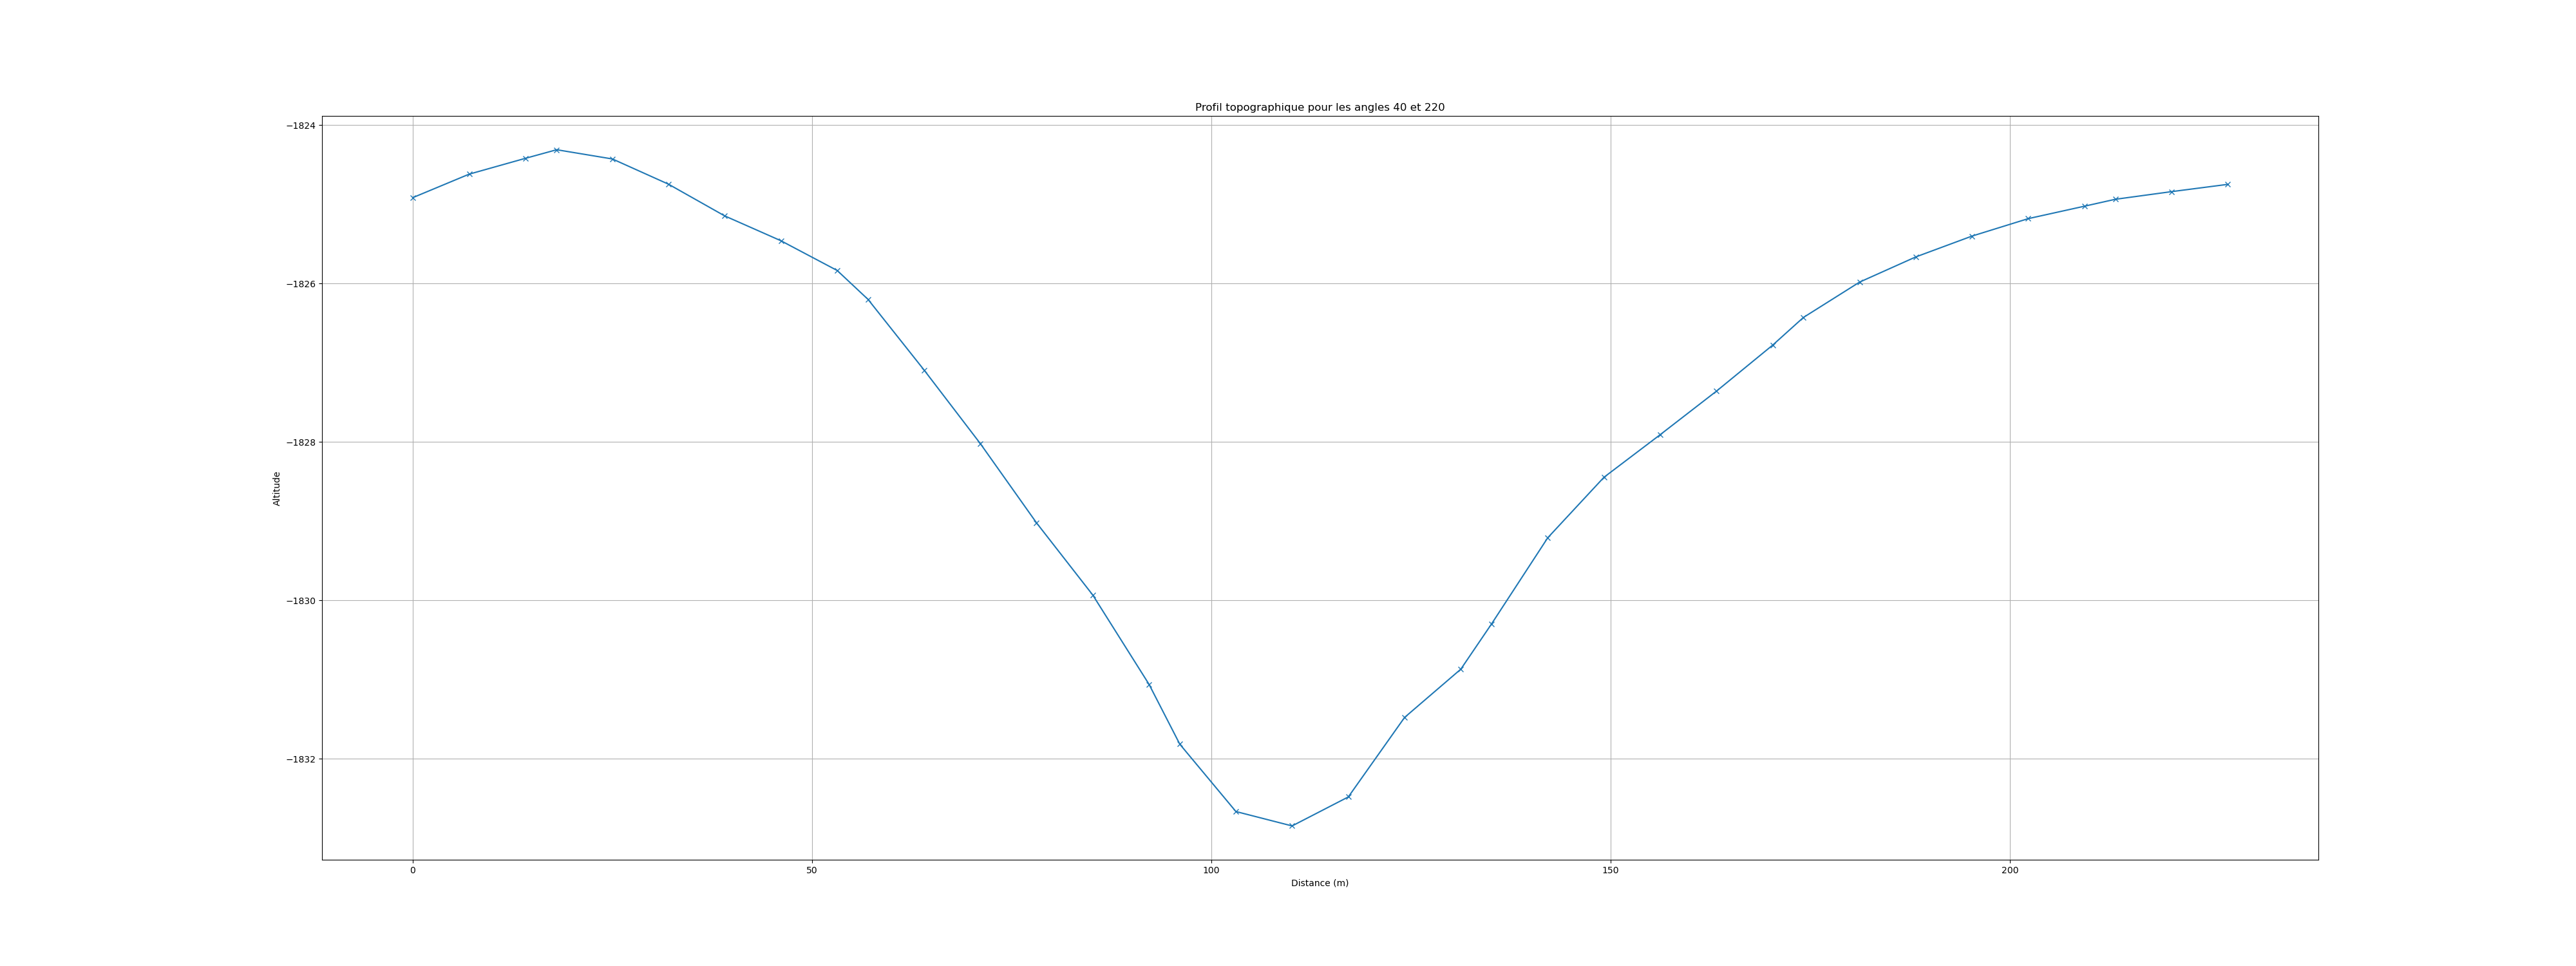 Profil topographique pour les angles 40 et 220
−1824
−1826
−1828
−1830
−1832
Altitude
0 50 100 150 200
Distance (m)